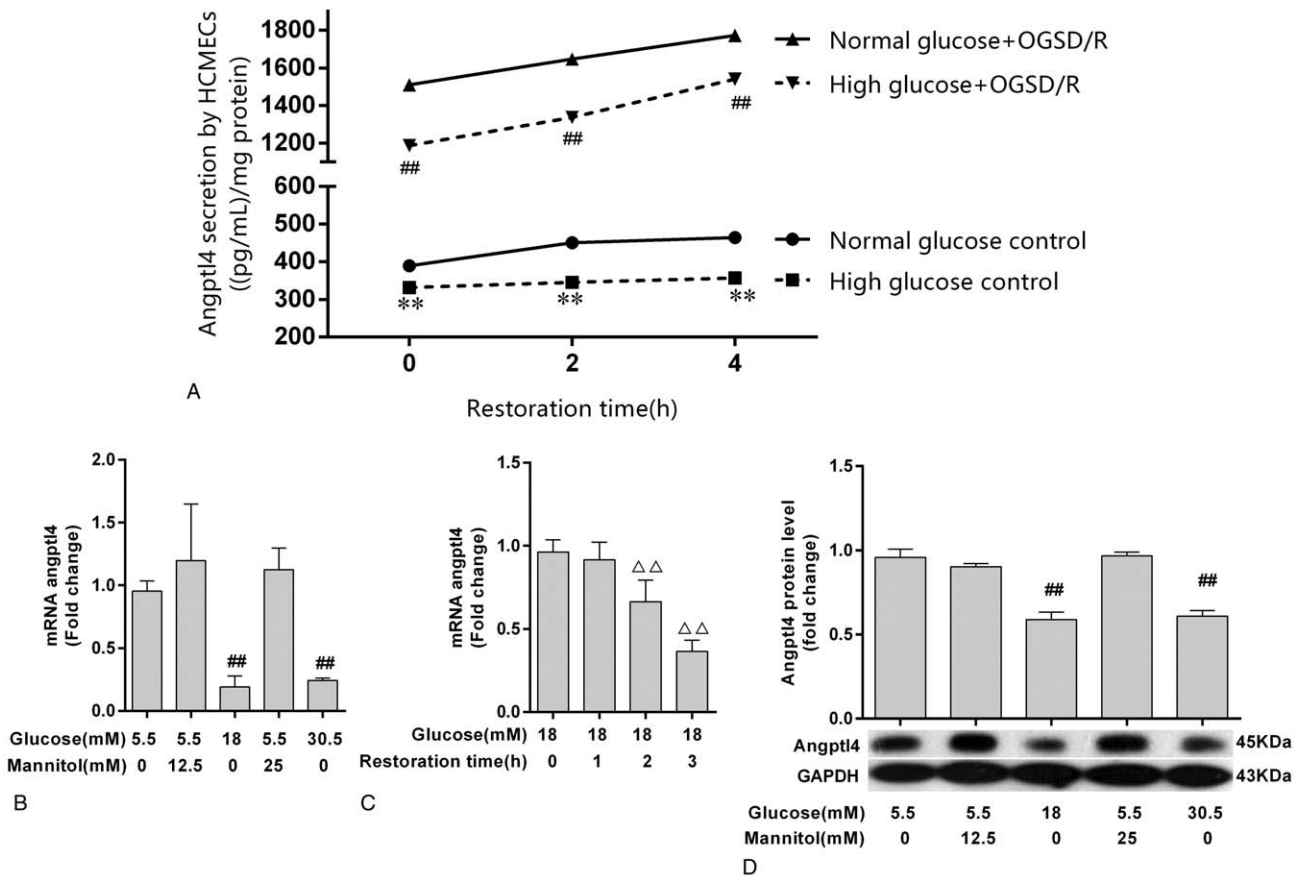 Angptl4 secretion by HCMECs
((pg/mL)/mg protein)
1800
1600
1400
1200
600
500
400
300
200
0 2 4
Restoration time(h)
Normal glucose+OGSD/R
High glucose+OGSD/R
Normal glucose control
High glucose control
## ## ##
** ** **
A
mRNA angptl4
(Fold change)
2.0
1.5
1.0
0.5
0.0
## ##
Glucose(mM) 5.5 5.5 18 5.5 30.5
Mannitol(mM) 0 12.5 0 25 0
B
mRNA angptl4
(Fold change)
1.5
1.0
0.5
0.0
△△ △△
Glucose(mM) 18 18 18 18
Restoration time(h) 0 1 2 3
C
Angptl4 protein level
(fold change)
1.5
1.0
0.5
0.0
## ##
Angptl4 45KDa
GAPDH 43KDa
Glucose(mM) 5.5 5.5 18 5.5 30.5
Mannitol(mM) 0 12.5 0 25 0
D